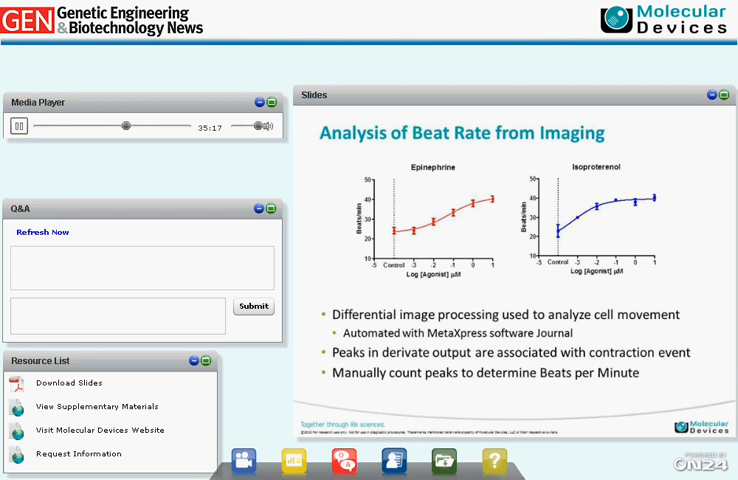 GEN Genetic Engineering
& Biotechnology News
Molecular
Devices
Media Player
35:17
Q&A
Refresh Now
Submit
Resource List
Download Slides
View Supplementary Materials
Visit Molecular Devices Website
Request Information
Slides
Analysis of Beat Rate from Imaging
Epinephrine
Beats/min
50
40
30
20
10
-5 Control -3 -2 -1 0 1
Log [Agonist] µM
Isoproterenol
Beats/min
50
40
30
20
10
-5 Control -3 -2 -1 0 1
Log [Agonist] µM
• Differential image processing used to analyze cell movement
• Automated with MetaXpress software Journal
• Peaks in derivate output are associated with contraction event
• Manually count peaks to determine Beats per Minute
Together through life sciences.
Molecular
Devices
Q
A
?
POWERED BY
ON24